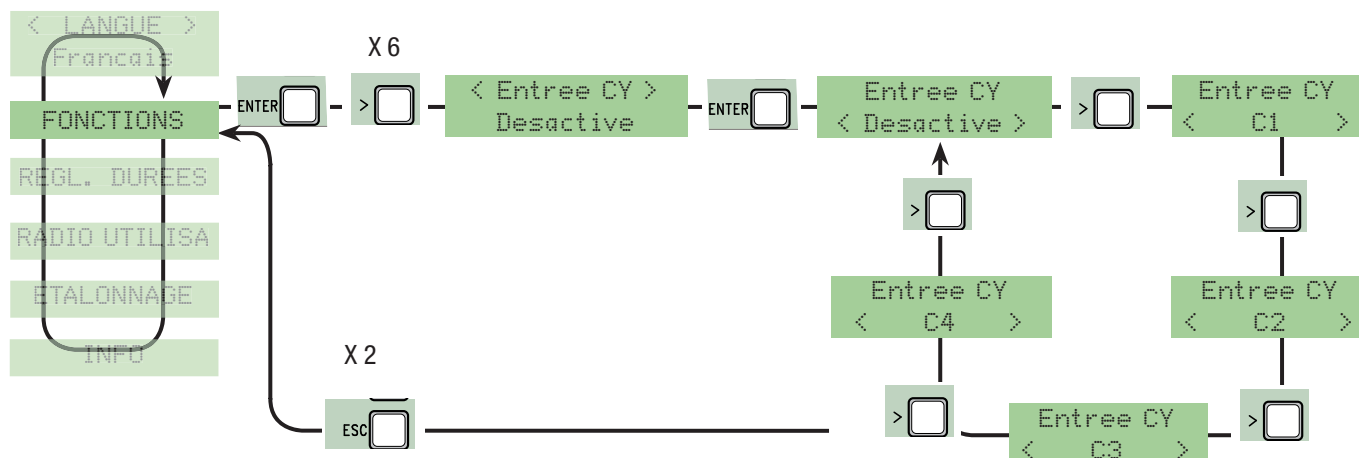 < LANGUE >
Francais
FONCTIONS
REGL. DUREES
RADIO UTILISA
ETALONNAGE
INFO
ENTER
X 6
>
< Entree CY >
Desactive
ENTER
Entree CY
< Desactive >
>
Entree CY
< C1 >
>
Entree CY
< C2 >
>
Entree CY
< C3 >
>
Entree CY
< C4 >
>
X 2
ESC